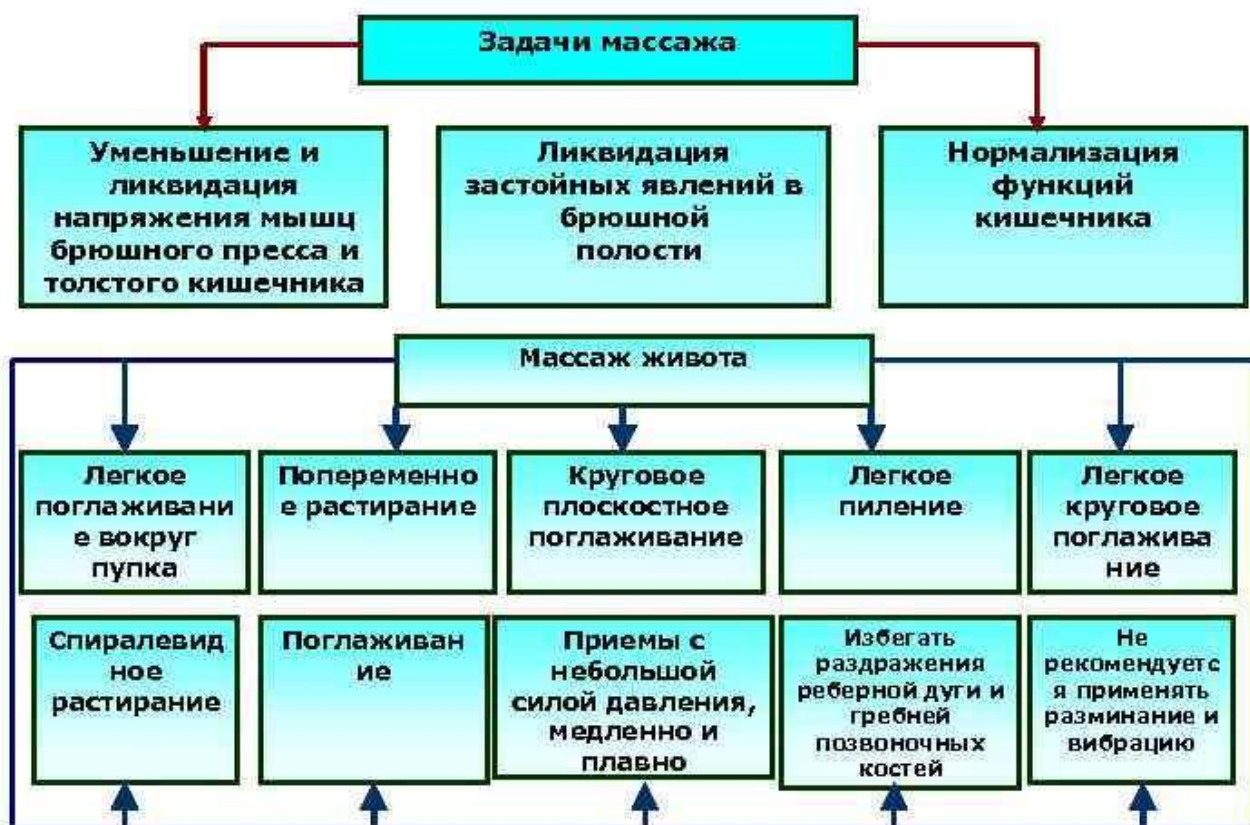 Задачи массажа
Уменьшение и
ликвидация
напряжения мышц
брюшного пресса и
толстого кишечника
Ликвидация
застойных явлений в
брюшной
полости
Нормализация
функций
кишечника
Массаж живота
Легкое
поглаживани
е вокруг
пупка
Попеременно
е растирание
Круговое
плоскостное
поглаживание
Легкое
пиление
Легкое
круговое
поглажива
ние
Спиралевид
ное
растирание
Поглаживан
ие
Приемы с
небольшой
силой давления,
медленно и
плавно
Избегать
раздражения
реберной дуги и
гребней
позвоночных
костей
Не
рекомендуетс
я применять
разминание и
вибрацию